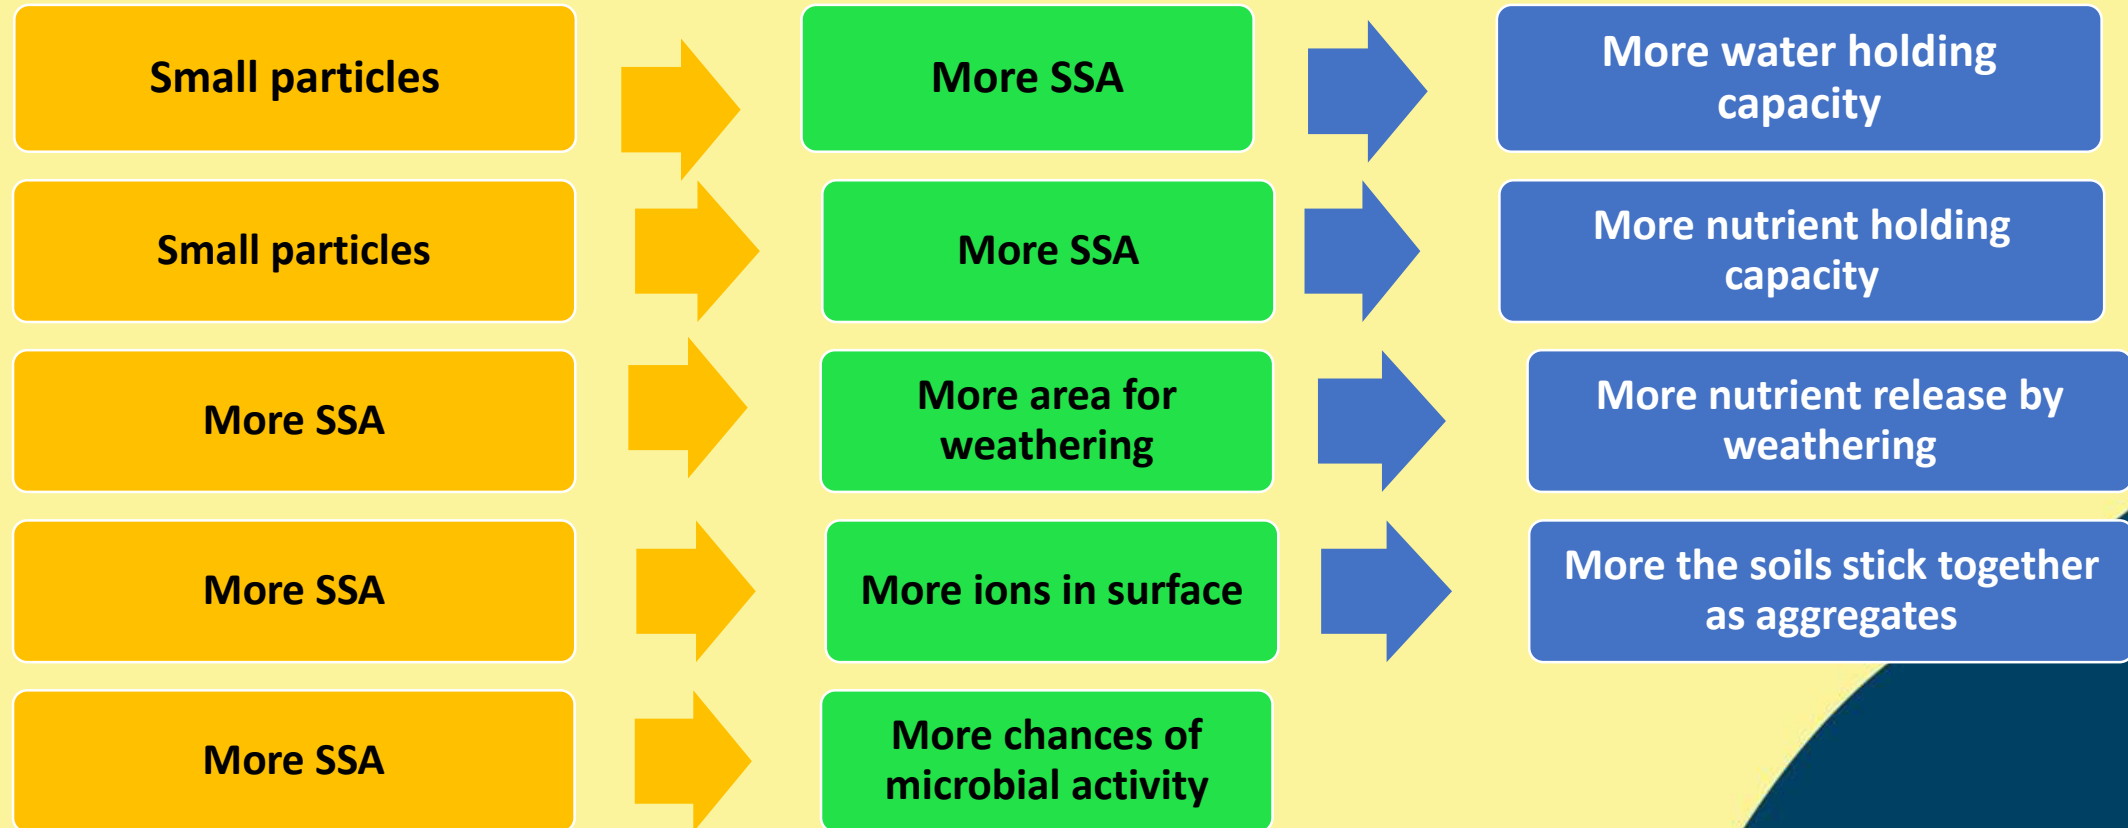 Small particles
More SSA
More water holding
capacity
Small particles
More SSA
More nutrient holding
capacity
More SSA
More area for
weathering
More nutrient release by
weathering
More SSA
More ions in surface
More the soils stick together
as aggregates
More SSA
More chances of
microbial activity